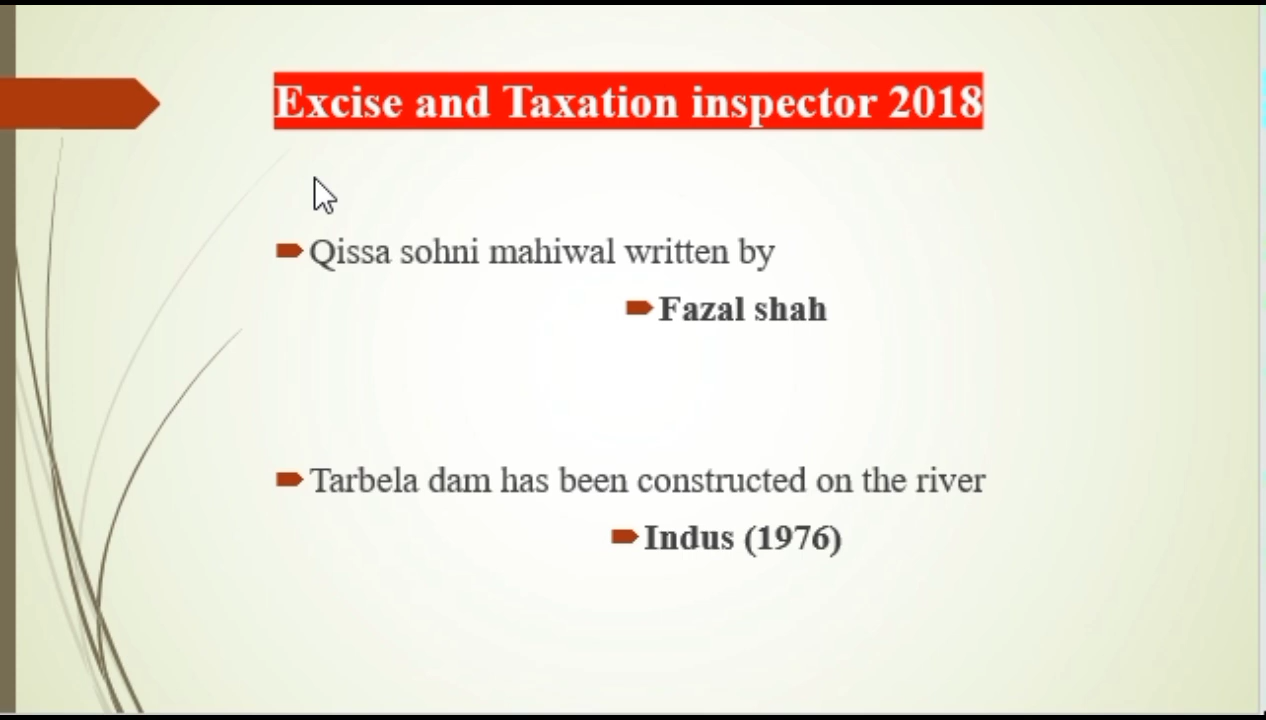 Excise and Taxation inspector 2018
Qissa sohni mahiwal written by
Fazal shah
Tarbela dam has been constructed on the river
Indus (1976)